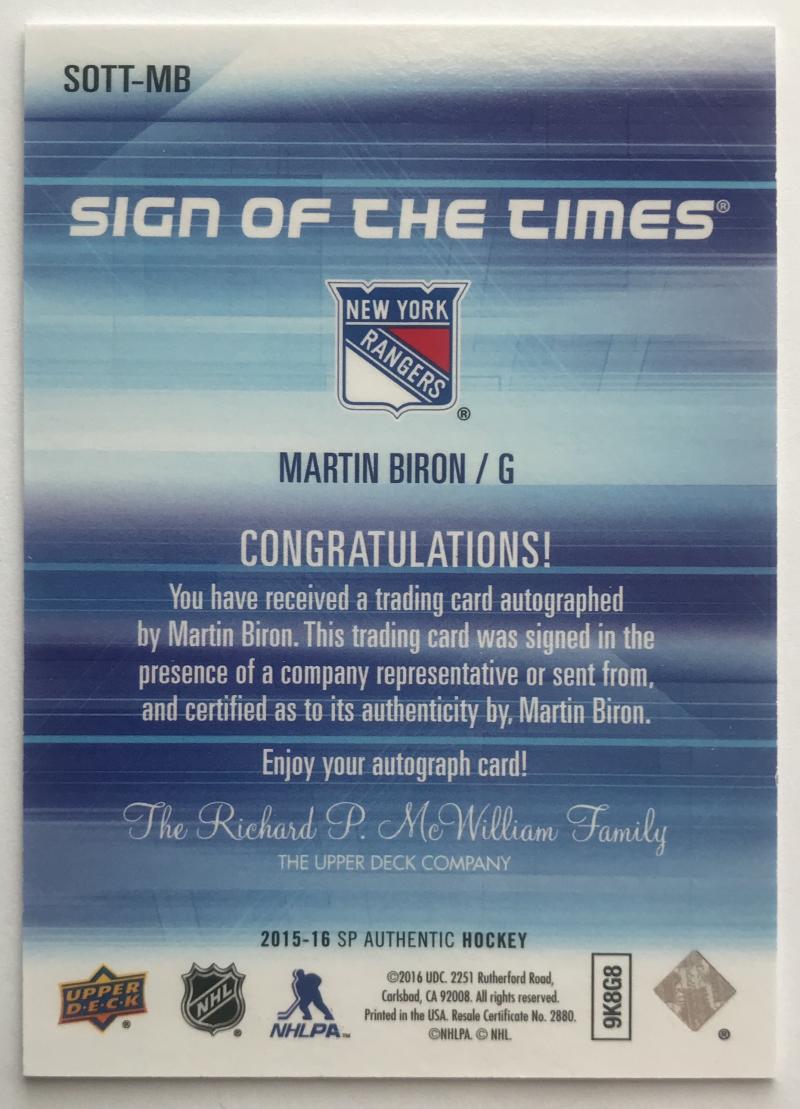 SOTT-MB
SIGN OF THE TIMES®
NEW YORK
RANGERS
®
MARTIN BIRON / G
CONGRATULATIONS!
You have received a trading card autographed
by Martin Biron. This trading card was signed in the
presence of a company representative or sent from,
and certified as to its authenticity by, Martin Biron.
Enjoy your autograph card!
The Richard P. McWilliam Family
THE UPPER DECK COMPANY
2015-16 SP AUTHENTIC HOCKEY
UPPER
D·E·C·K
®
NHL
®
NHLPA™
©2016 UDC. 2251 Rutherford Road,
Carlsbad, CA 92008. All rights reserved.
Printed in the USA. Resale Certificate No. 2880.
©NHLPA. © NHL.
9K8G8
®